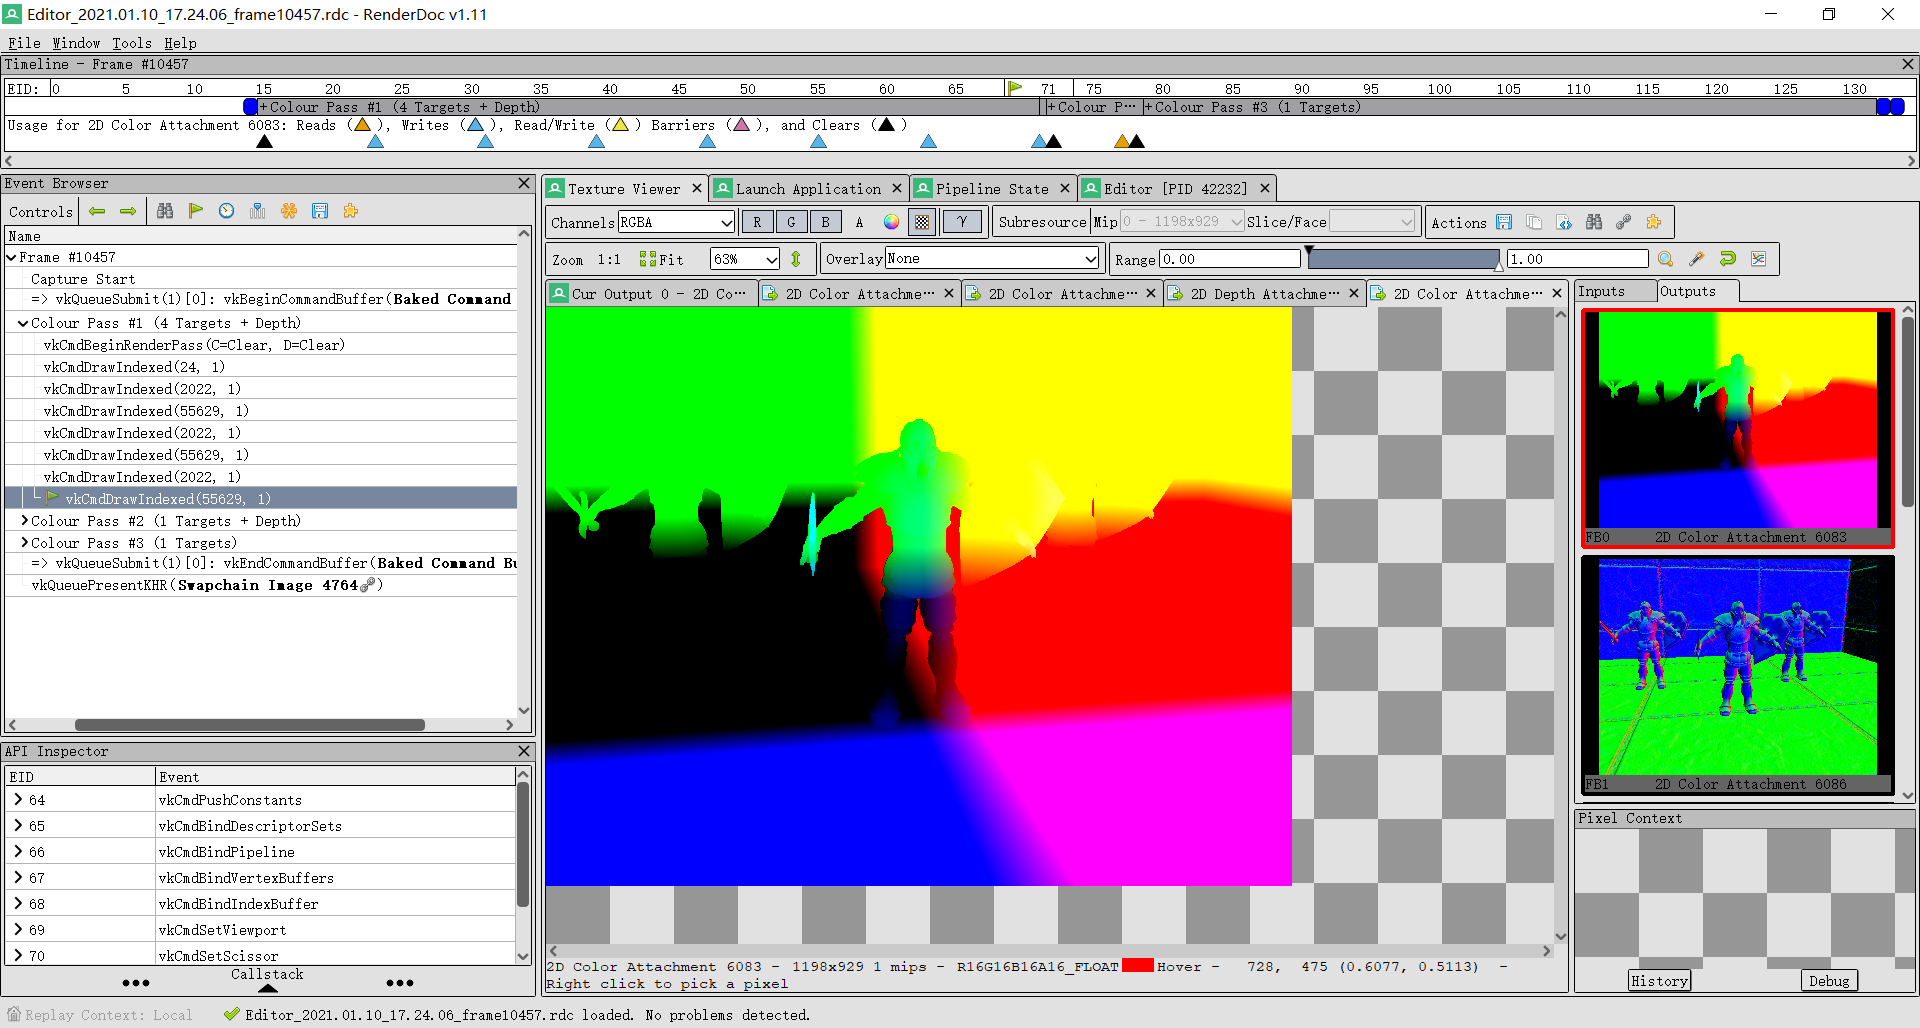 Editor_2021.01.10_17.24.06_frame10457.rdc - RenderDoc v1.11
File Window Tools Help
Timeline - Frame #10457
EID: 0 5 10 15 20 25 30 35 40 45 50 55 60 65 71 75 80 85 90 95 100 105 110 115 120 125 130
+Colour Pass #1 (4 Targets + Depth) +Colour P··· +Colour Pass #3 (1 Targets)
Usage for 2D Color Attachment 6083: Reads ( ), Writes ( ), Read/Write ( ) Barriers ( ), and Clears ( )
Event Browser
Controls
Name
Frame #10457
Capture Start
=> vkQueueSubmit(1)[0]: vkBeginCommandBuffer(Baked Command
Colour Pass #1 (4 Targets + Depth)
vkCmdBeginRenderPass(C=Clear, D=Clear)
vkCmdDrawIndexed(24, 1)
vkCmdDrawIndexed(2022, 1)
vkCmdDrawIndexed(55629, 1)
vkCmdDrawIndexed(2022, 1)
vkCmdDrawIndexed(55629, 1)
vkCmdDrawIndexed(2022, 1)
vkCmdDrawIndexed(55629, 1)
Colour Pass #2 (1 Targets + Depth)
Colour Pass #3 (1 Targets)
=> vkQueueSubmit(1)[0]: vkEndCommandBuffer(Baked Command Bu
vkQueuePresentKHR(Swapchain Image 4764)
API Inspector
EID Event
64 vkCmdPushConstants
65 vkCmdBindDescriptorSets
66 vkCmdBindPipeline
67 vkCmdBindVertexBuffers
68 vkCmdBindIndexBuffer
69 vkCmdSetViewport
70 vkCmdSetScissor
Callstack
Texture Viewer Launch Application Pipeline State Editor [PID 42232]
Channels RGBA R G B A γ Subresource Mip 0 - 1198x929 Slice/Face Actions
Zoom 1:1 Fit 63% Overlay None Range 0.00 1.00
Cur Output 0 - 2D Co··· 2D Color Attachme··· 2D Color Attachme··· 2D Depth Attachme··· 2D Color Attachme···
2D Color Attachment 6083 - 1198x929 1 mips - R16G16B16A16_FLOAT Hover - 728, 475 (0.6077, 0.5113) -
Right click to pick a pixel
Inputs Outputs
FB0 2D Color Attachment 6083
FB1 2D Color Attachment 6086
Pixel Context
History Debug
Replay Context: Local Editor_2021.01.10_17.24.06_frame10457.rdc loaded. No problems detected.